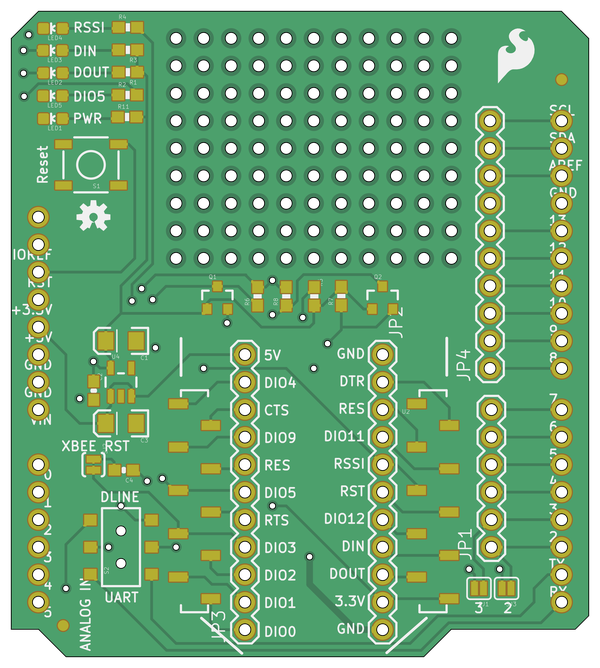 R4
RSSI
LED4
DIN
LED3
R3
DOUT
LED2
R1
R2
DIO5
LED5
R11
PWR
LED1
Reset
S1
SCL
SDA
AREF
GND
13
12
11
10
9
8
IOREF
RST
+3.3V
+5V
GND
GND
VIN
Q1
Q2
R6
R8
R7
JP2
JP4
C1
U4
C3
5V
DIO4
CTS
DIO9
RES
DIO5
RTS
DIO3
DIO2
DIO1
DIO0
GND
DTR
RES
DIO11
RSSI
RST
DIO12
DIN
DOUT
3.3V
GND
U2
XBEE RST
C4
DLINE
S2
UART
0
1
2
3
4
5
ANALOG IN
JP3
JP1
7
6
5
4
3
2
TX
RX
3
2